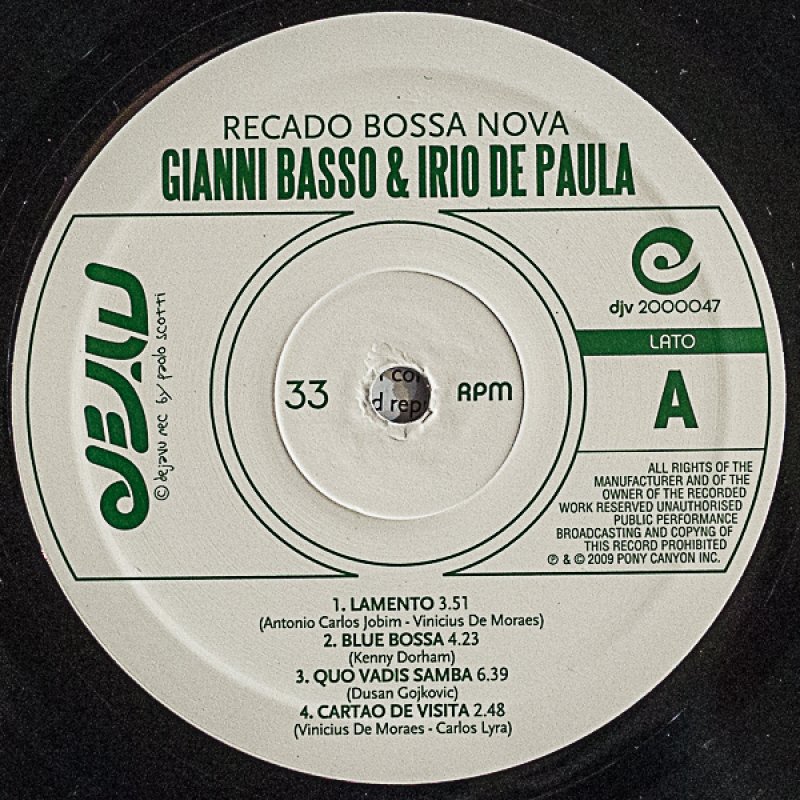 RECADO BOSSA NOVA
GIANNI BASSO & IRIO DE PAULA
DEJAVU
© dejavu rec by paolo scotti
djv 2000047
LATO
A
33
RPM
d rep
ALL RIGHTS OF THE
MANUFACTURER AND OF THE
OWNER OF THE RECORDED
WORK RESERVED UNAUTHORISED
PUBLIC PERFORMANCE
BROADCASTING AND COPYNG OF
THIS RECORD PROHIBITED
℗ & © 2009 PONY CANYON INC.
1. LAMENTO 3.51
(Antonio Carlos Jobim - Vinicius De Moraes)
2. BLUE BOSSA 4.23
(Kenny Dorham)
3. QUO VADIS SAMBA 6.39
(Dusan Gojkovic)
4. CARTAO DE VISITA 2.48
(Vinicius De Moraes - Carlos Lyra)